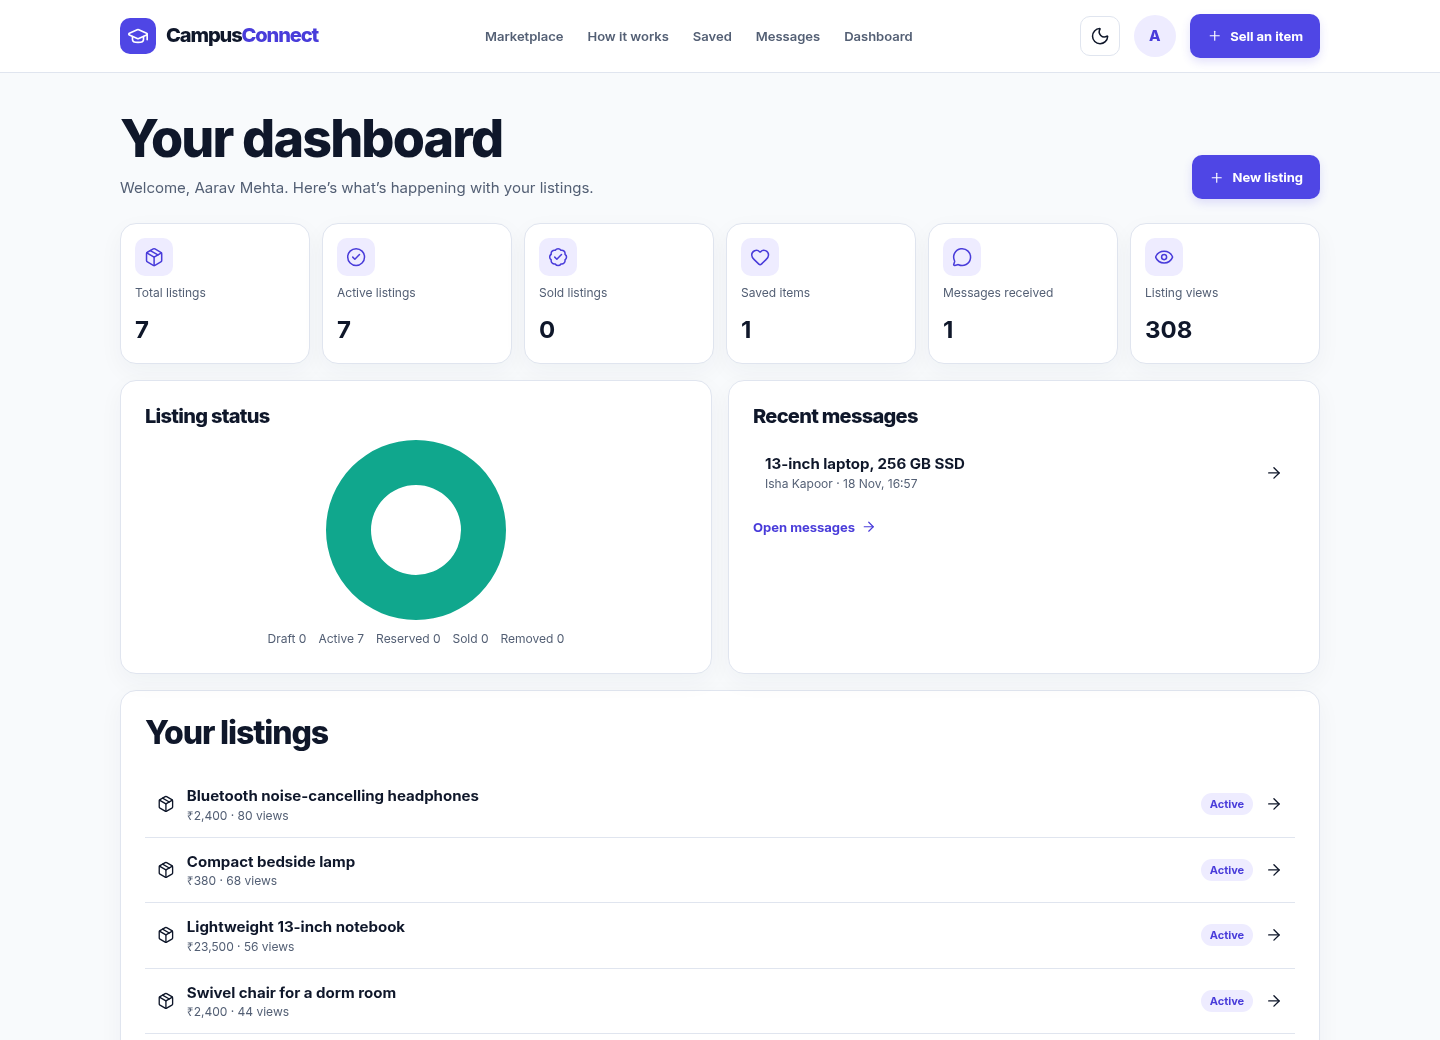 CampusConnect
Marketplace
How it works
Saved
Messages
Dashboard
A
Sell an item
Your dashboard
Welcome, Aarav Mehta. Here’s what’s happening with your listings.
New listing
Total listings
7
Active listings
7
Sold listings
0
Saved items
1
Messages received
1
Listing views
308
Listing status
Draft 0
Active 7
Reserved 0
Sold 0
Removed 0
Recent messages
13-inch laptop, 256 GB SSD
Isha Kapoor · 18 Nov, 16:57
Open messages
Your listings
Bluetooth noise-cancelling headphones
₹2,400 · 80 views
Active
Compact bedside lamp
₹380 · 68 views
Active
Lightweight 13-inch notebook
₹23,500 · 56 views
Active
Swivel chair for a dorm room
₹2,400 · 44 views
Active